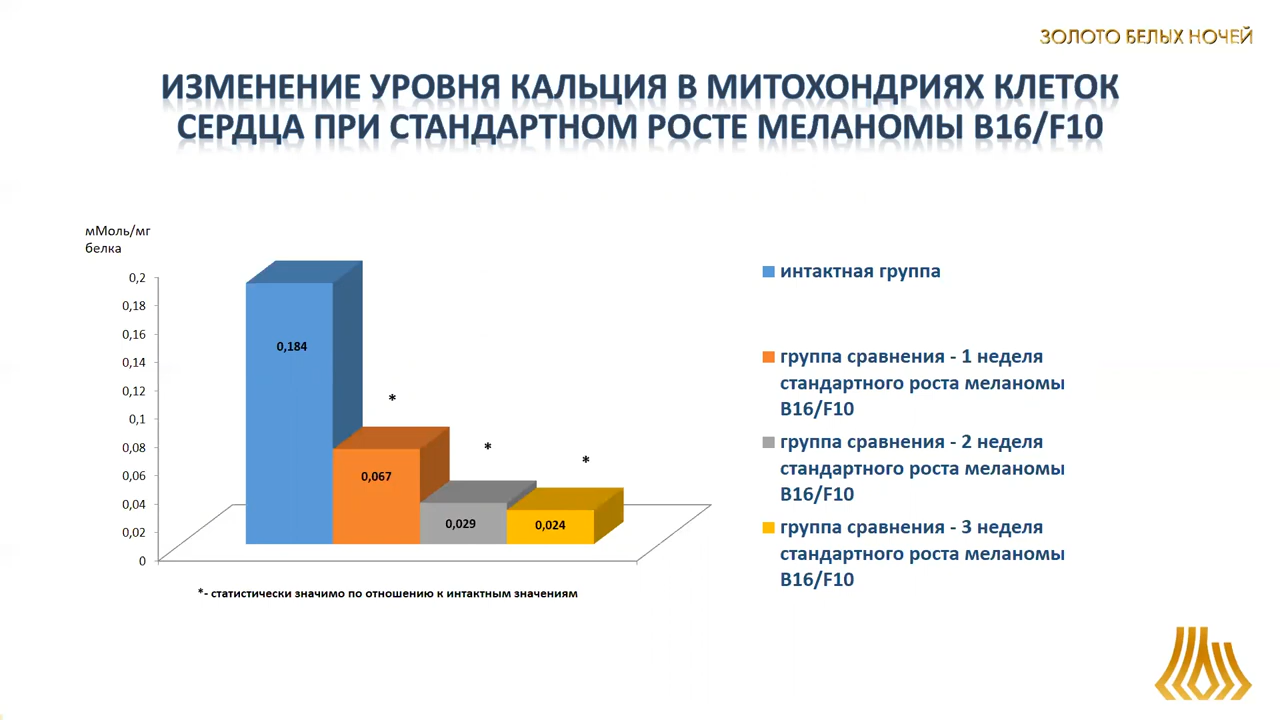 ЗОЛОТО БЕЛЫХ НОЧЕЙ
ИЗМЕНЕНИЕ УРОВНЯ КАЛЬЦИЯ В МИТОХОНДРИЯХ КЛЕТОК
СЕРДЦА ПРИ СТАНДАРТНОМ РОСТЕ МЕЛАНОМЫ В16/F10
мМоль/мг
белка
0,2
0,18
0,16
0,14
0,12
0,1
0,08
0,06
0,04
0,02
0
0,184
*
0,067
*
0,029
*
0,024
*- статистически значимо по отношению к интактным значениям
интактная группа
группа сравнения - 1 неделя
стандартного роста меланомы
В16/F10
группа сравнения - 2 неделя
стандартного роста меланомы
В16/F10
группа сравнения - 3 неделя
стандартного роста меланомы
В16/F10